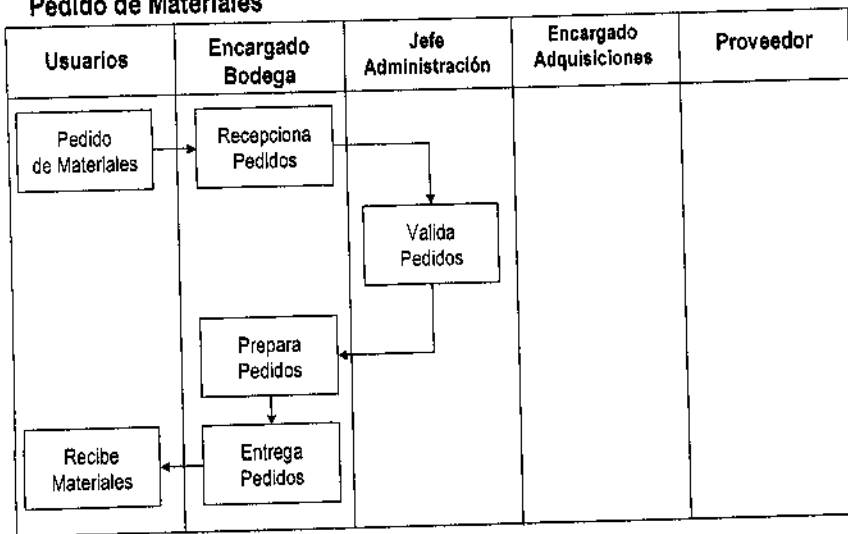 Pedido de Materiales
Usuarios
Encargado
Bodega
Jefe
Administración
Encargado
Adquisiciones
Proveedor
Pedido
de Materiales
Recepciona
Pedidos
Valida
Pedidos
Prepara
Pedidos
Recibe
Materiales
Entrega
Pedidos